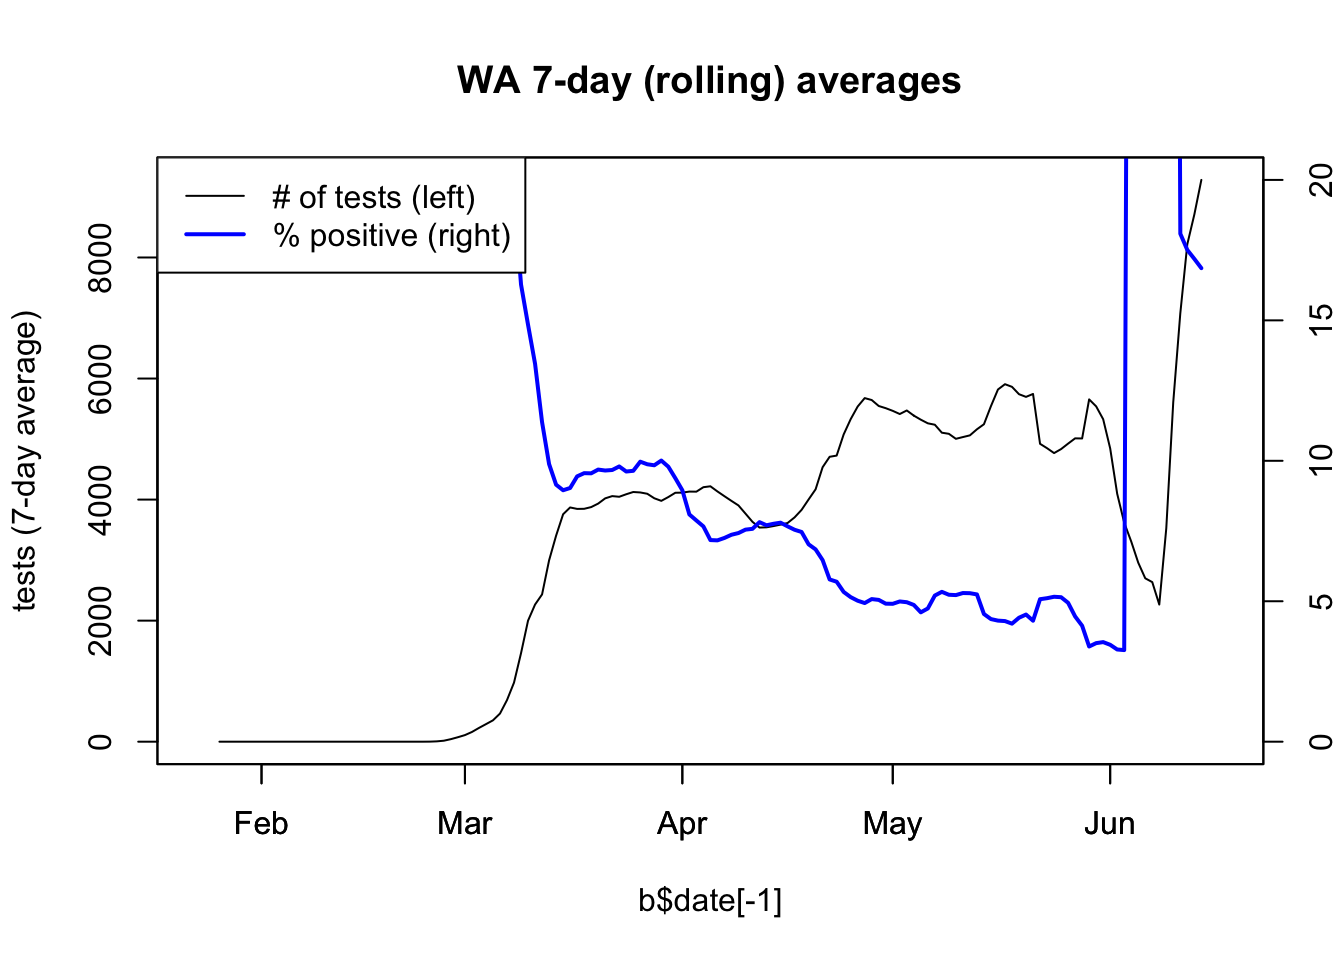 WA 7-day (rolling) averages
# of tests (left)
% positive (right)
tests (7-day average)
8000
6000
4000
2000
0
20
15
10
5
0
Feb Mar Apr May Jun
b$date[-1]